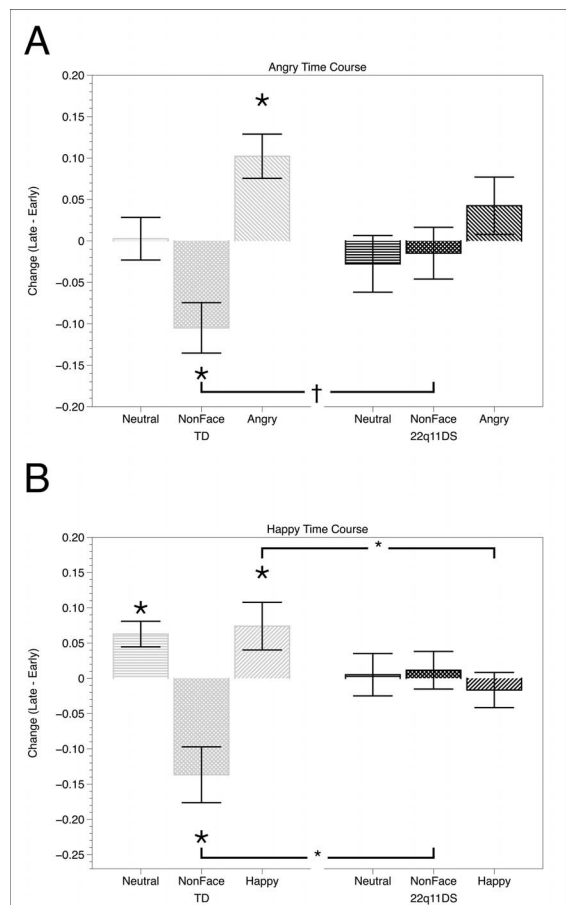 A
Angry Time Course
Change (Late - Early)
0.20
0.15
0.10
0.05
0
-0.05
-0.10
-0.15
-0.20
*
*
†
Neutral NonFace Angry Neutral NonFace Angry
TD 22q11DS
B
Happy Time Course
Change (Late - Early)
0.20
0.15
0.10
0.05
0
-0.05
-0.10
-0.15
-0.20
-0.25
*
*
*
*
*
Neutral NonFace Happy Neutral NonFace Happy
TD 22q11DS